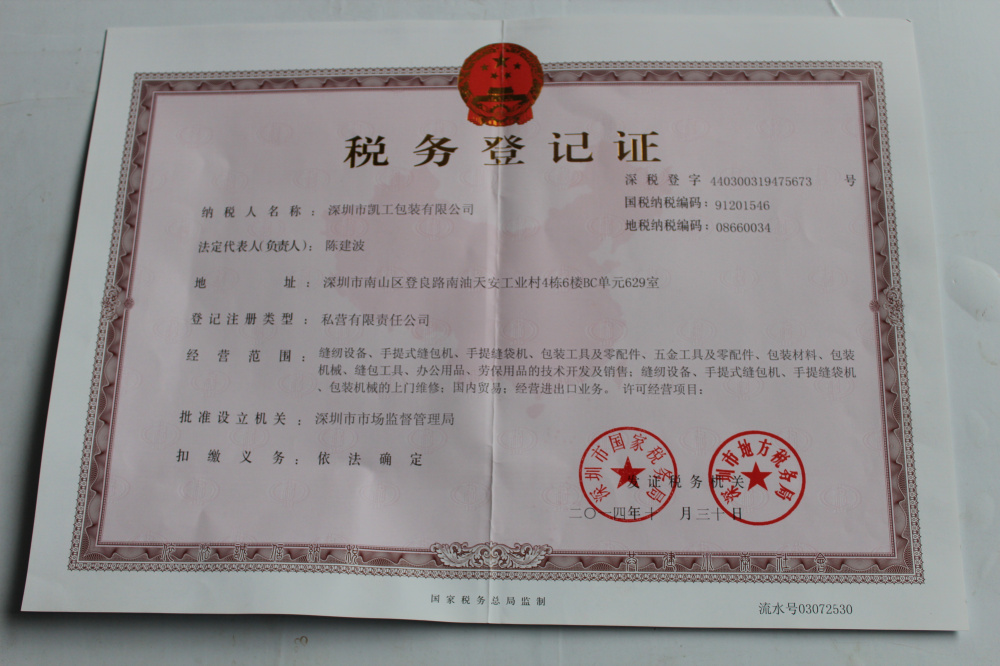 税务登记证
深税登字 440300319475673 号
国税纳税编码：91201546
地税纳税编码：08660034
纳税人名称：深圳市凯工包装有限公司
法定代表人(负责人)：陈建波
地址：深圳市南山区登良路南油天安工业村4栋6楼BC单元629室
登记注册类型：私营有限责任公司
经营范围：缝纫设备、手提式缝包机、手提缝袋机、包装工具及零配件、五金工具及零配件、包装材料、包装
机械、缝包工具、办公用品、劳保用品的技术开发及销售；缝纫设备、手提式缝包机、手提缝袋机
、包装机械的上门维修；国内贸易；经营进出口业务。 许可经营项目：
批准设立机关：深圳市市场监督管理局
扣缴义务：依法确定
深圳市国家税务局
深圳市地方税务局
发证税务机关
二〇一四年十 月三十日
国家税务总局监制
流水号03072530